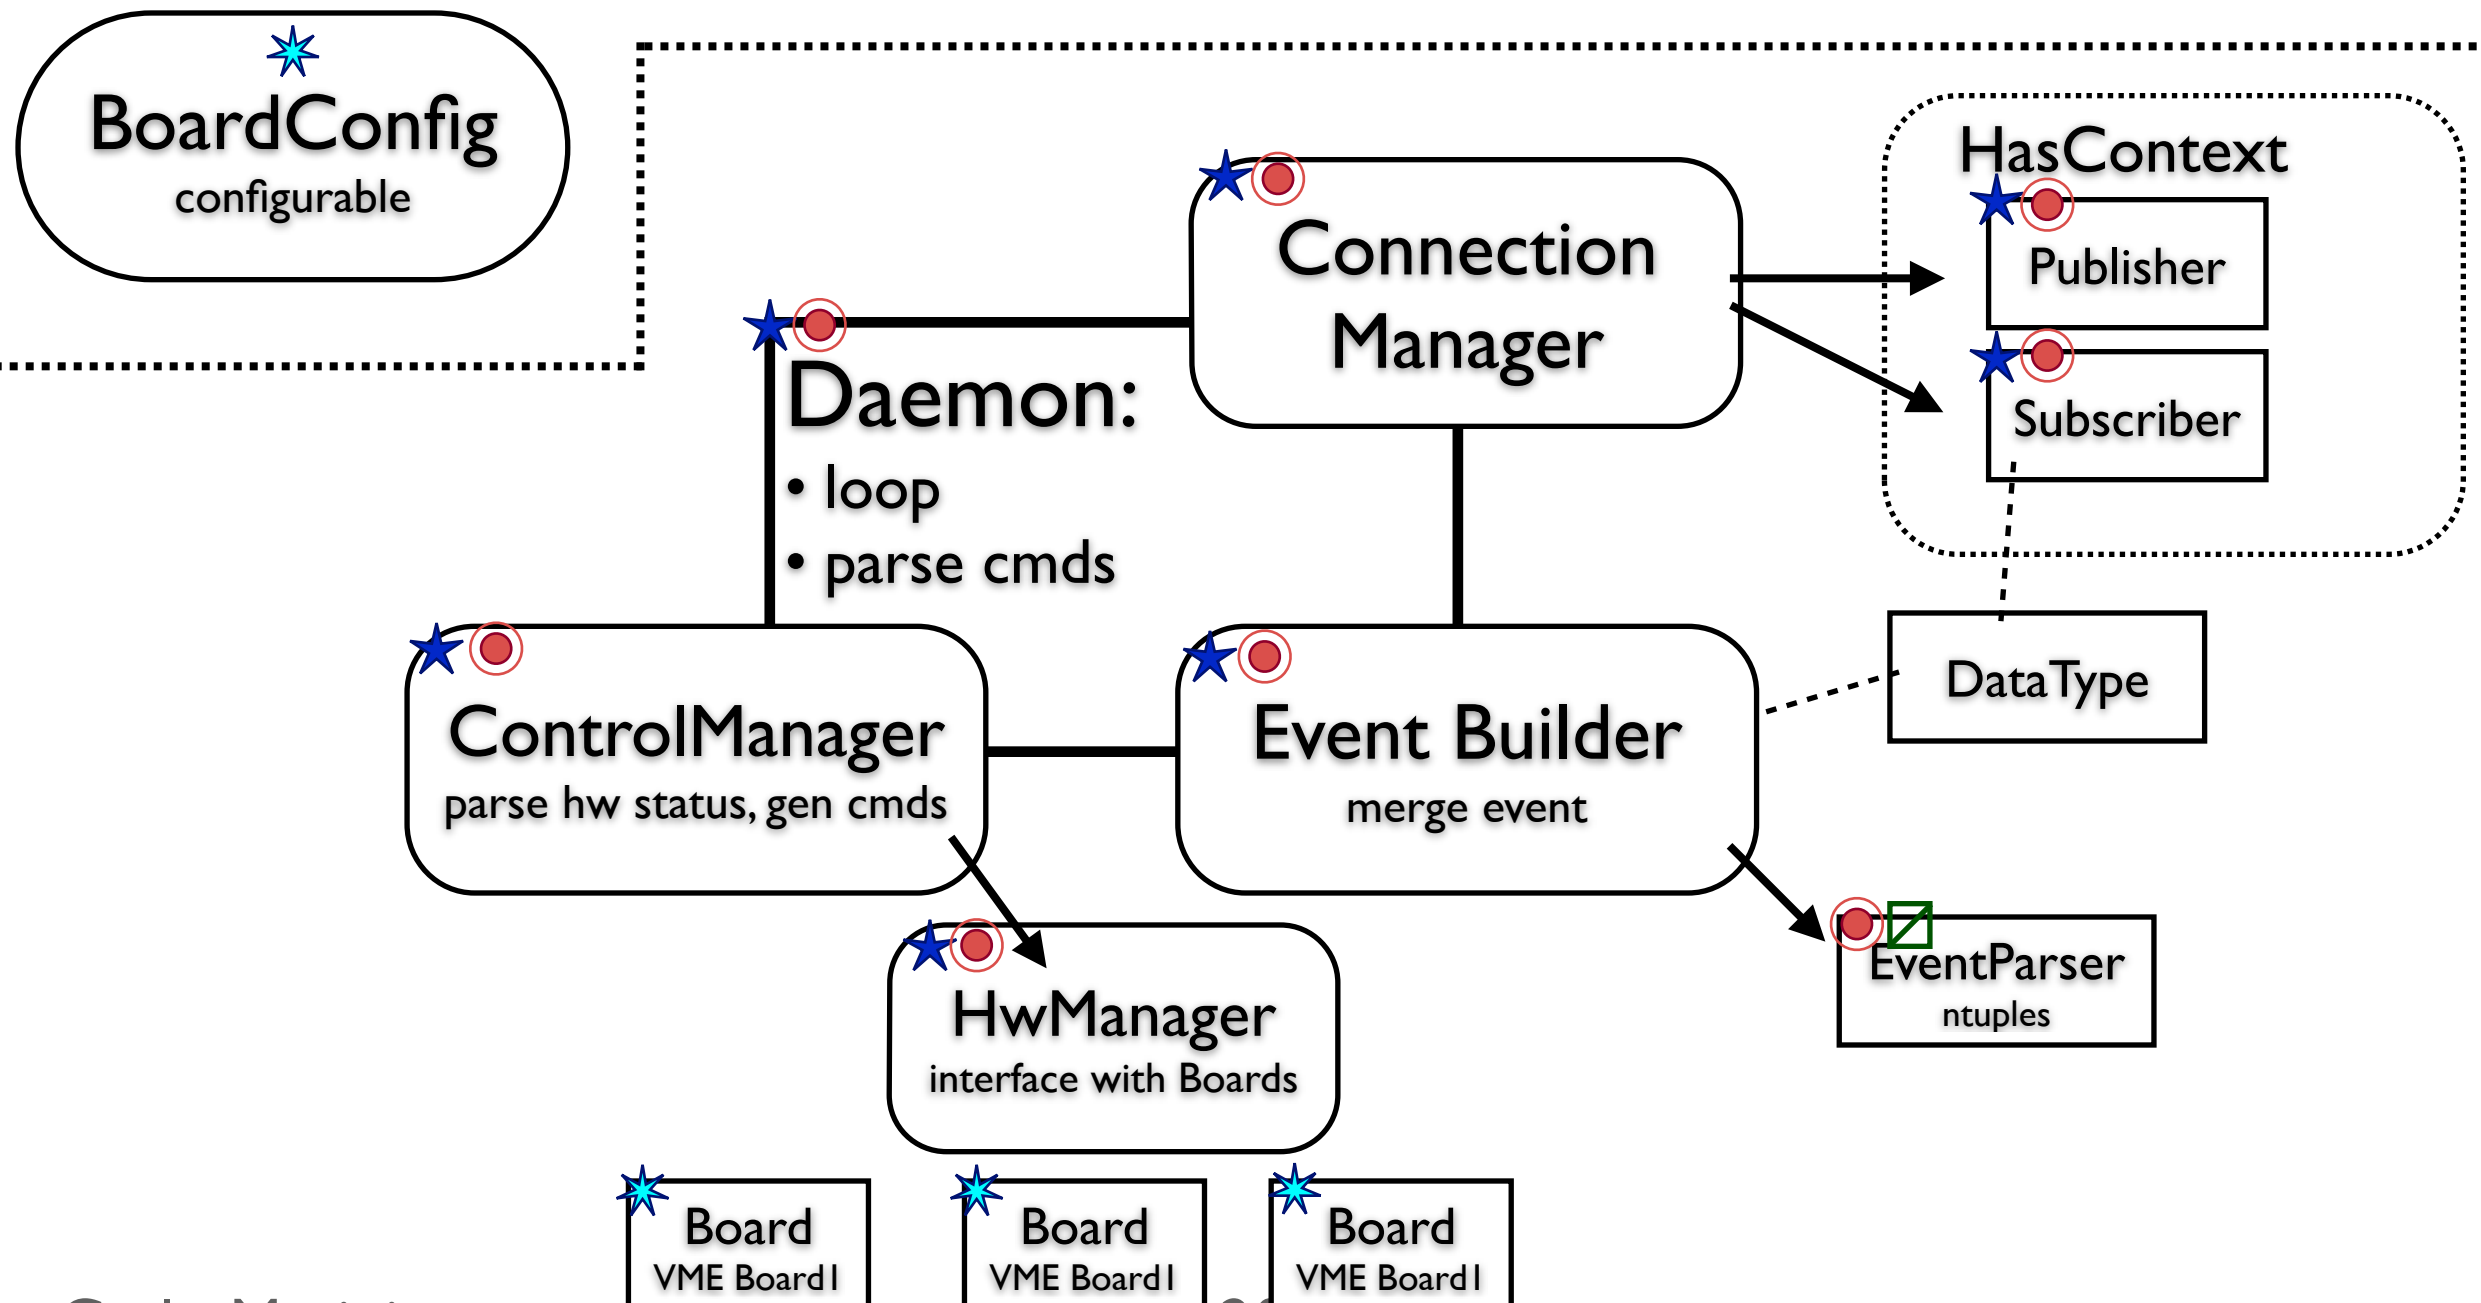 BoardConfig
configurable
HasContext
Publisher
Subscriber
Connection
Manager
Daemon:
• loop
• parse cmds
ControlManager
parse hw status, gen cmds
Event Builder
merge event
DataType
EventParser
ntuples
HwManager
interface with Boards
Board
VME Board1
Board
VME Board1
Board
VME Board1